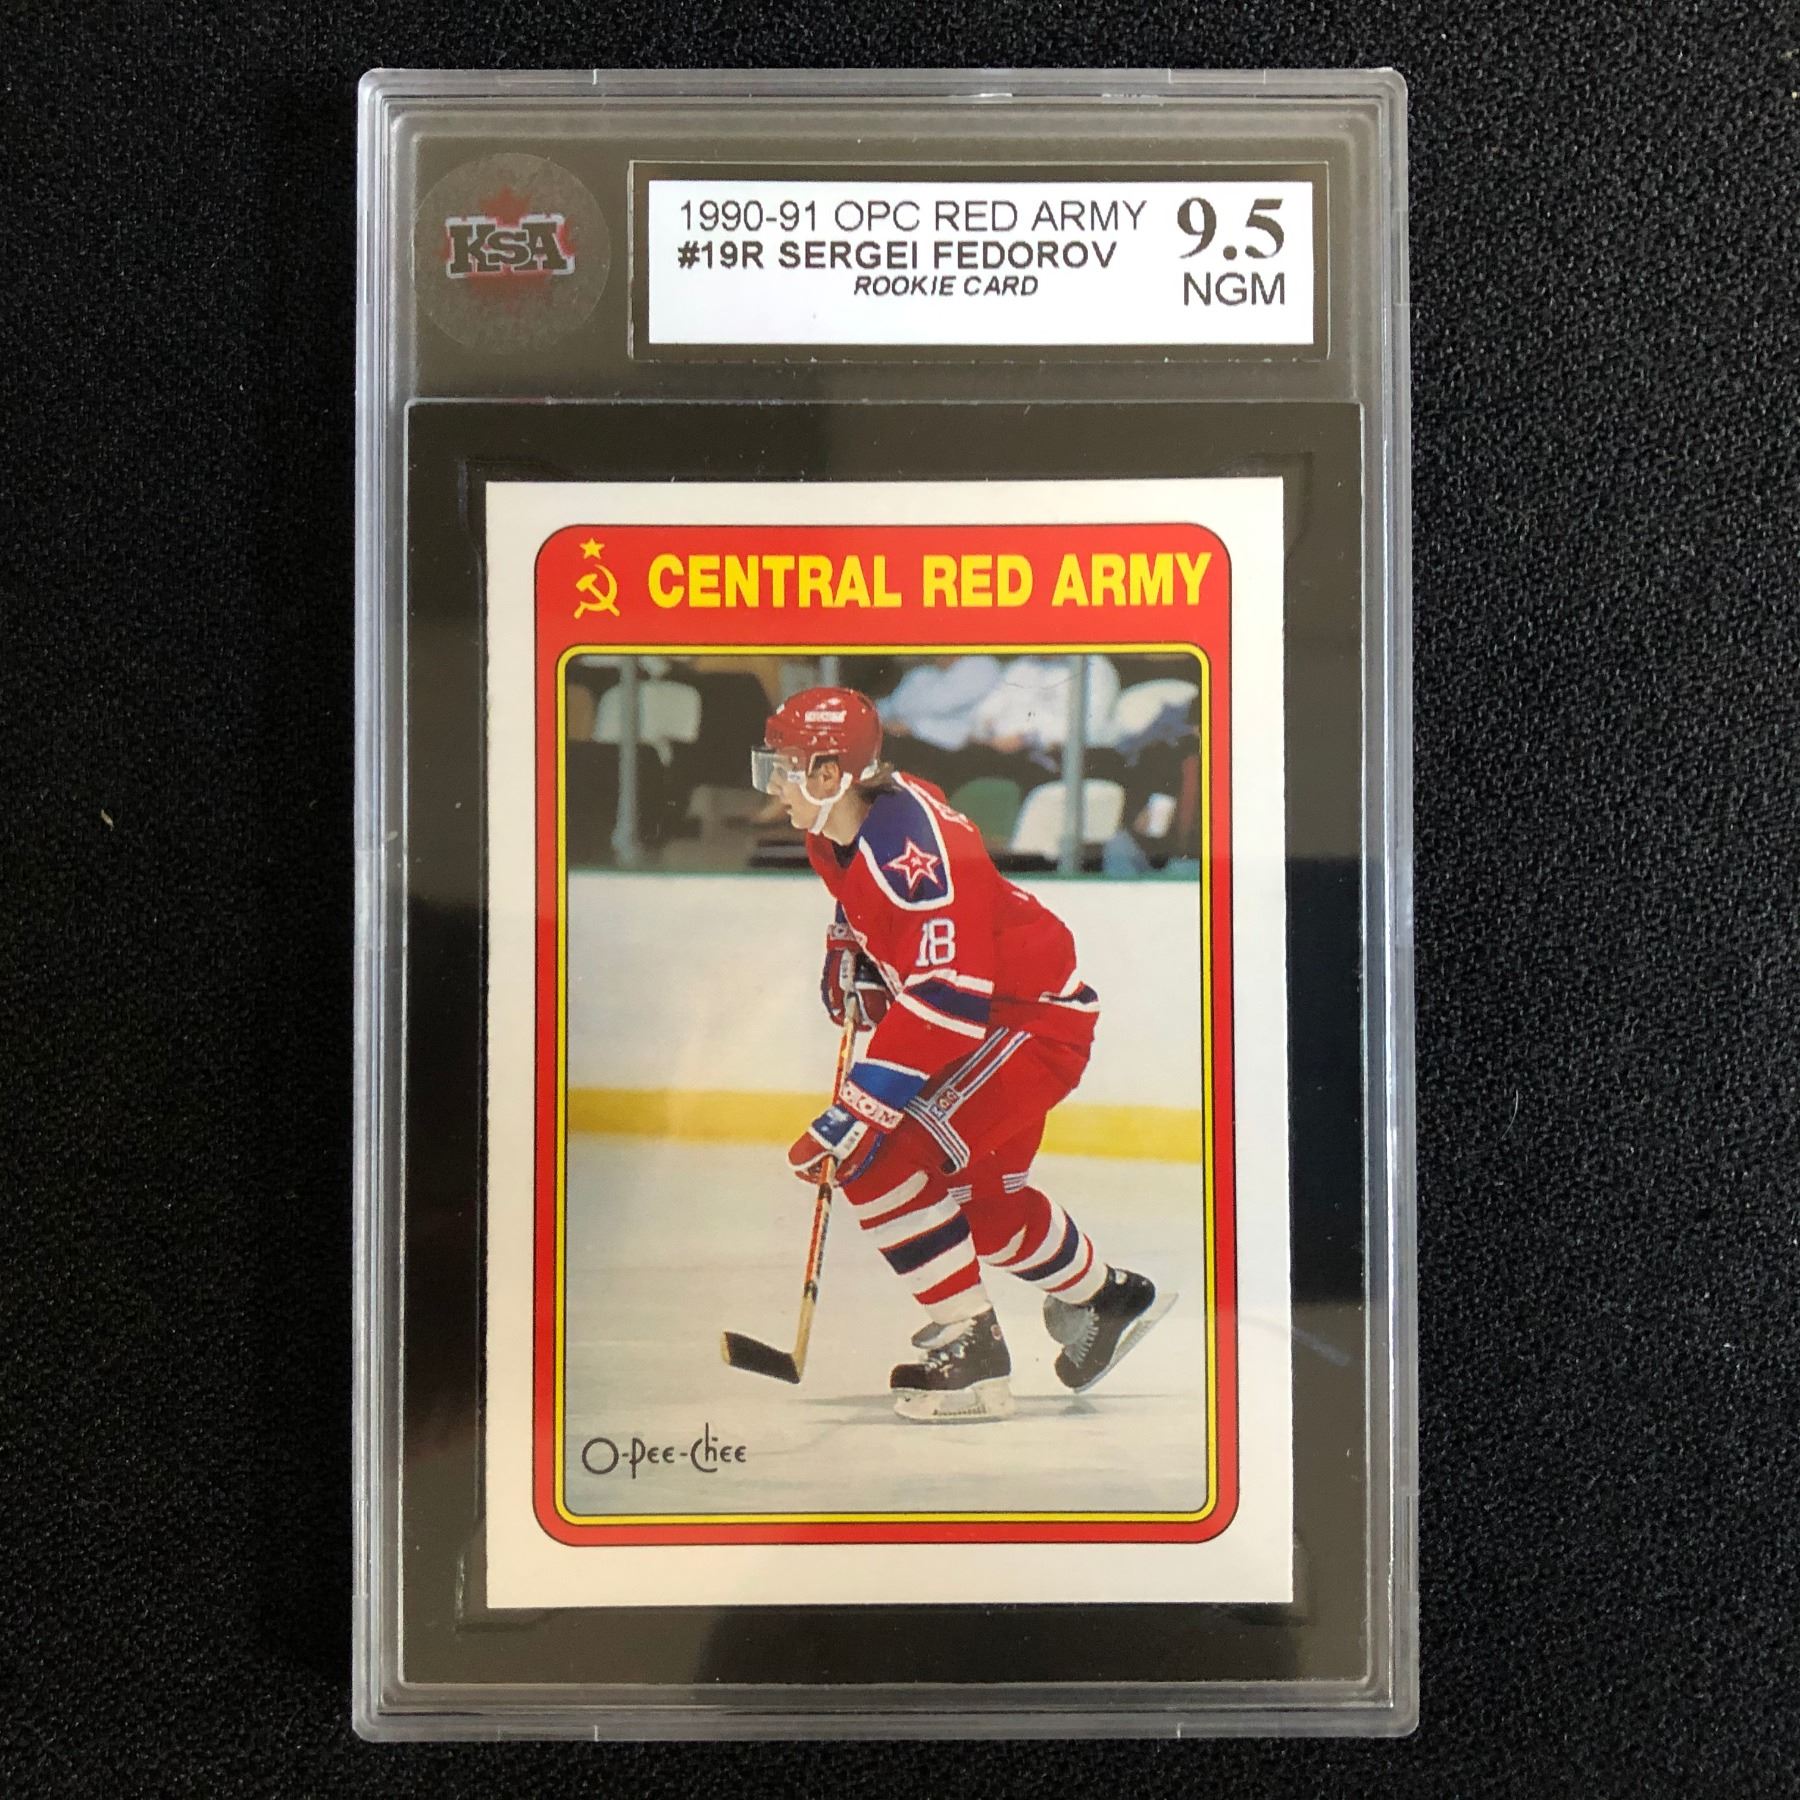 KSA
1990-91 OPC RED ARMY 9.5
#19R SERGEI FEDOROV
ROOKIE CARD NGM
CENTRAL RED ARMY
18
CCM
O-Pee-Chee